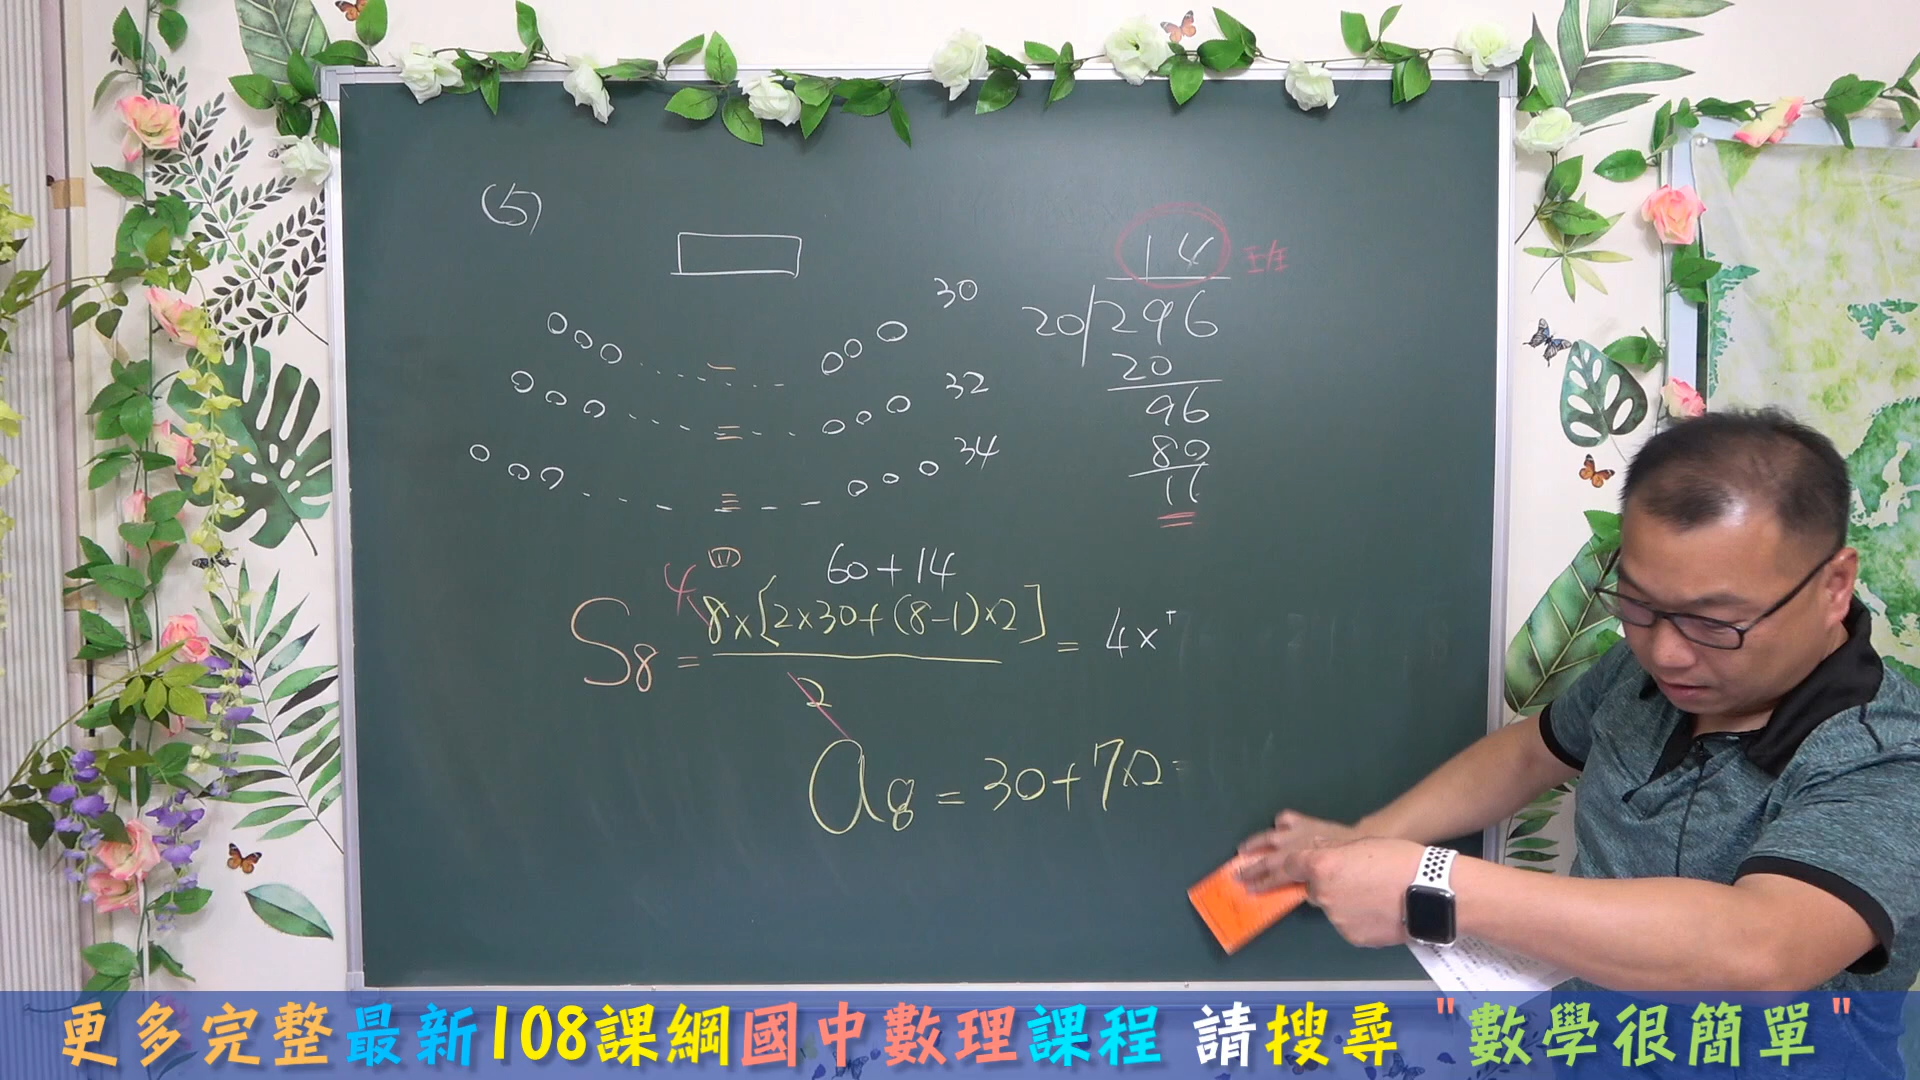 (5)
14 班
30
20 296
20
32
96
80
34
16
四
60+14
4
S8 = 8×[2×30+(8-1)×2] = 4×
2
a8 = 30+7×2=
更多完整最新108課綱國中數理課程 請搜尋 "數學很簡單"